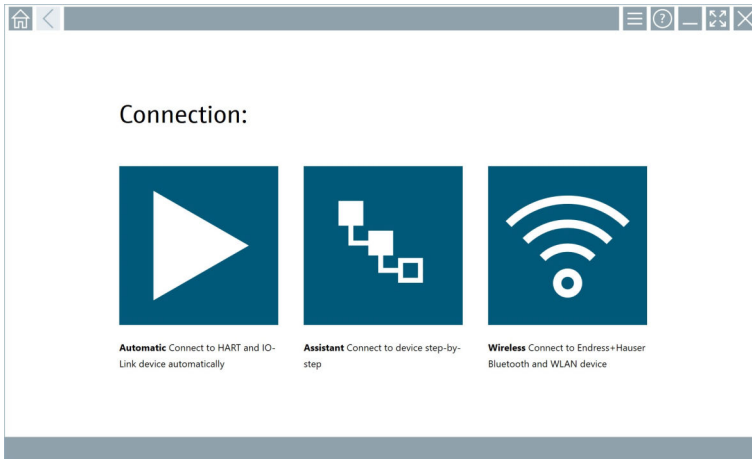 Connection:
Automatic Connect to HART and IO-
Link device automatically
Assistant Connect to device step-by-
step
Wireless Connect to Endress+Hauser
Bluetooth and WLAN device